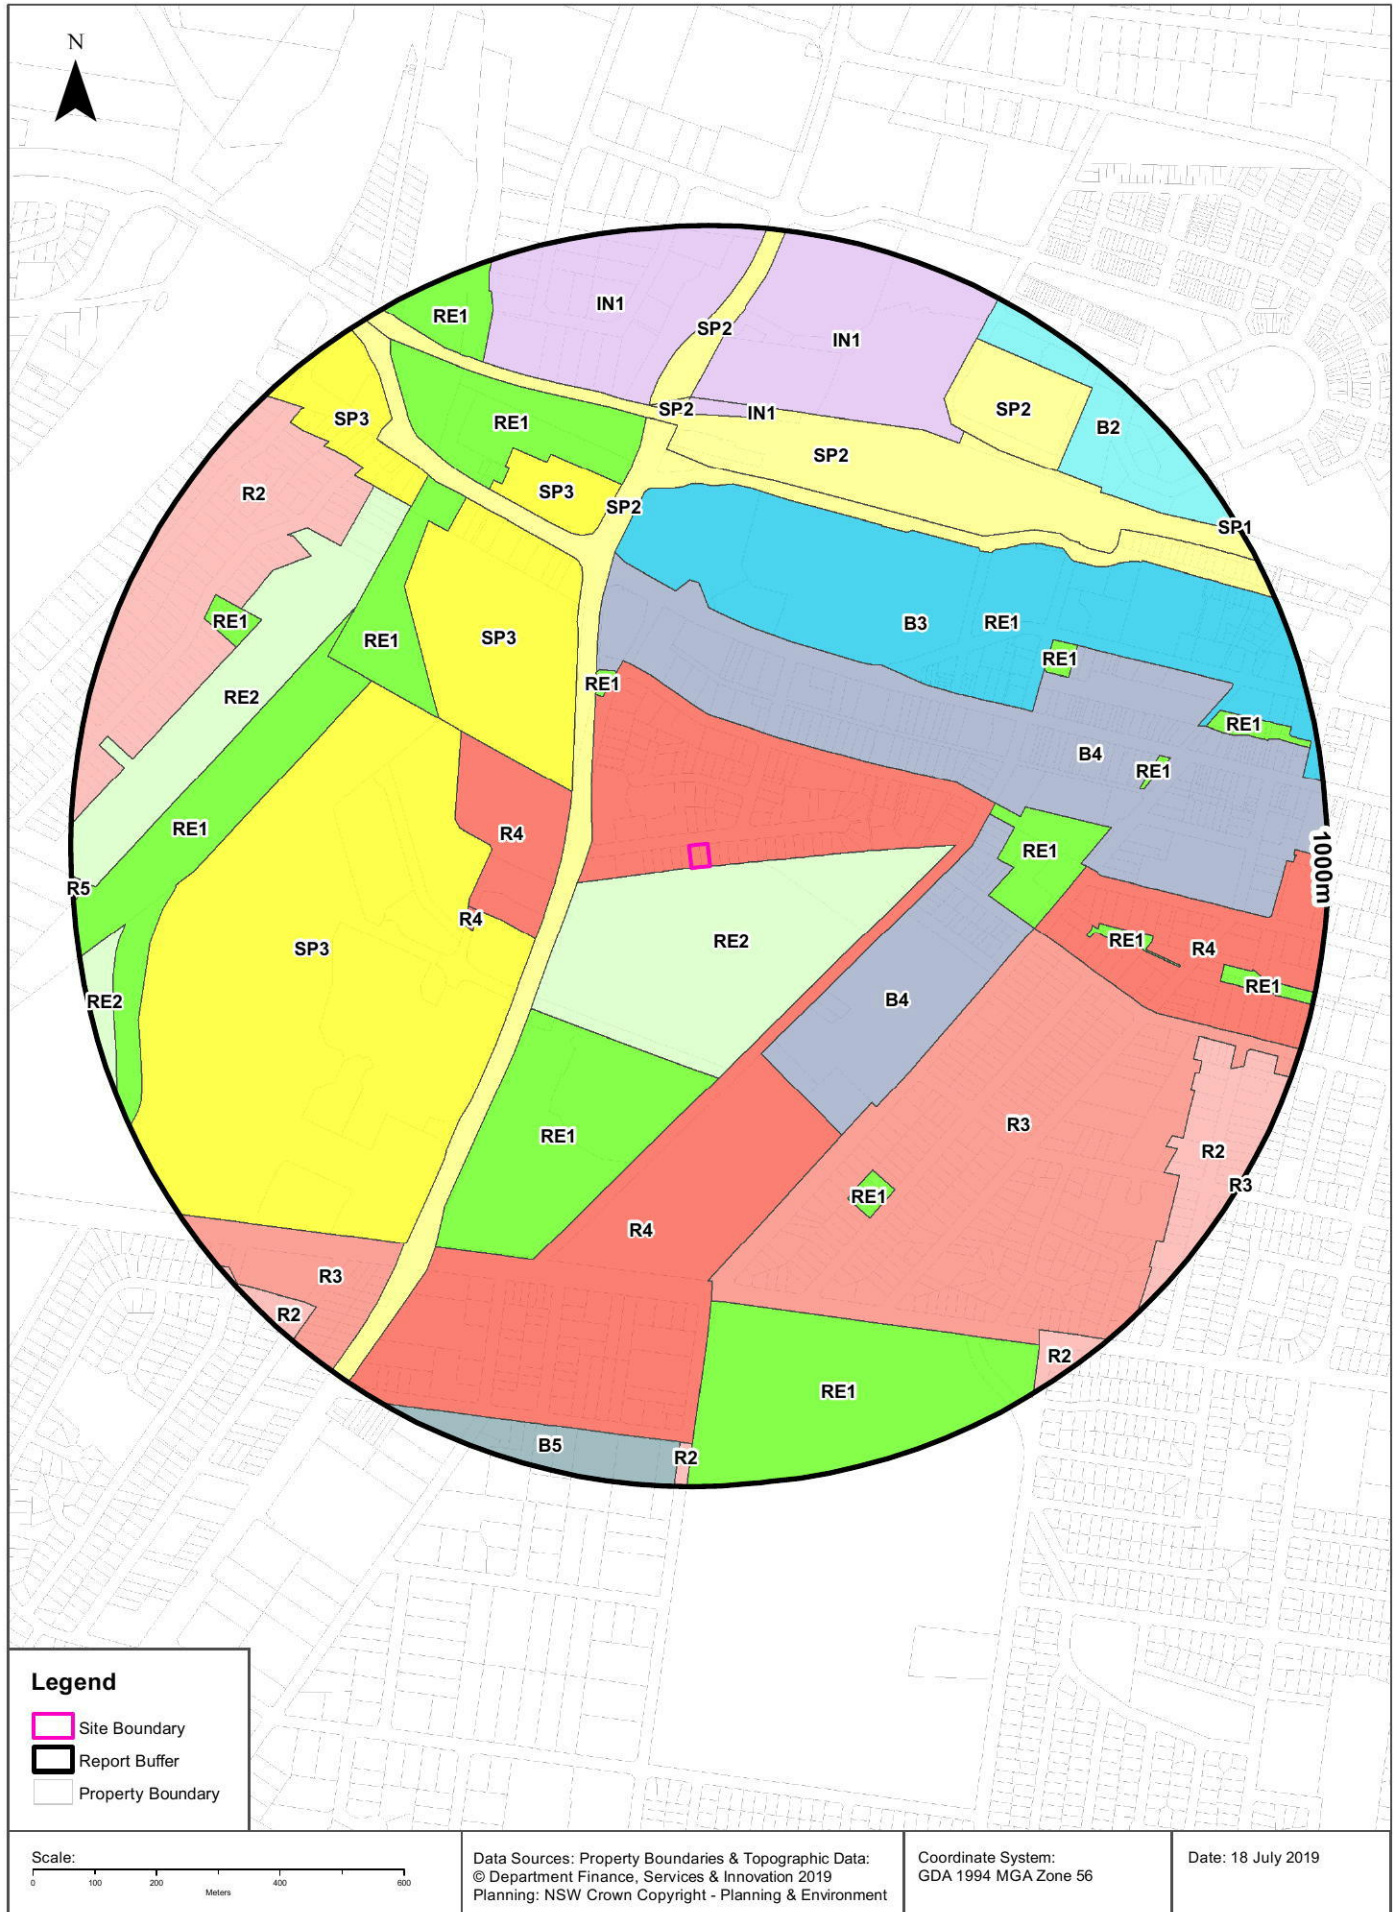 N
RE1
IN1
SP2
IN1
SP3
RE1
SP2
IN1
SP2
B2
R2
SP3
SP2
SP2
SP1
RE1
RE1
SP3
B3
RE1
RE1
RE2
RE1
RE1
B4
RE1
RE1
R4
RE1
1000m
R5
R4
SP3
RE2
RE1
R4
RE2
B4
RE1
RE1
R3
R2
R3
RE1
R4
R3
R2
R2
RE1
B5
R2
Legend
Site Boundary
Report Buffer
Property Boundary
Scale:
0 100 200 400 600
Meters
Data Sources: Property Boundaries & Topographic Data:
© Department Finance, Services & Innovation 2019
Planning: NSW Crown Copyright - Planning & Environment
Coordinate System:
GDA 1994 MGA Zone 56
Date: 18 July 2019